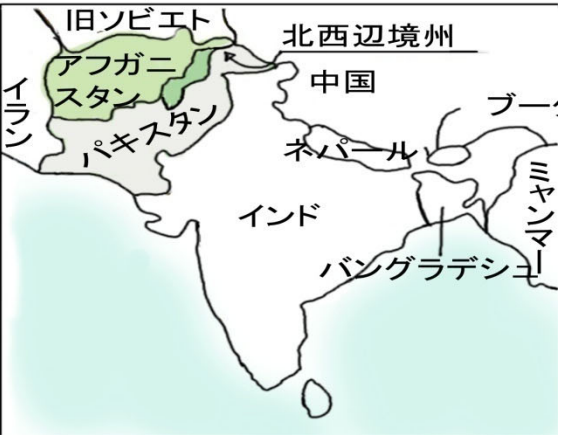 旧ソビエト
北西辺境州
アフガニ
スタン
中国
イラン
パキスタン
ブー
ネパール
ミャンマー
インド
バングラデシュ